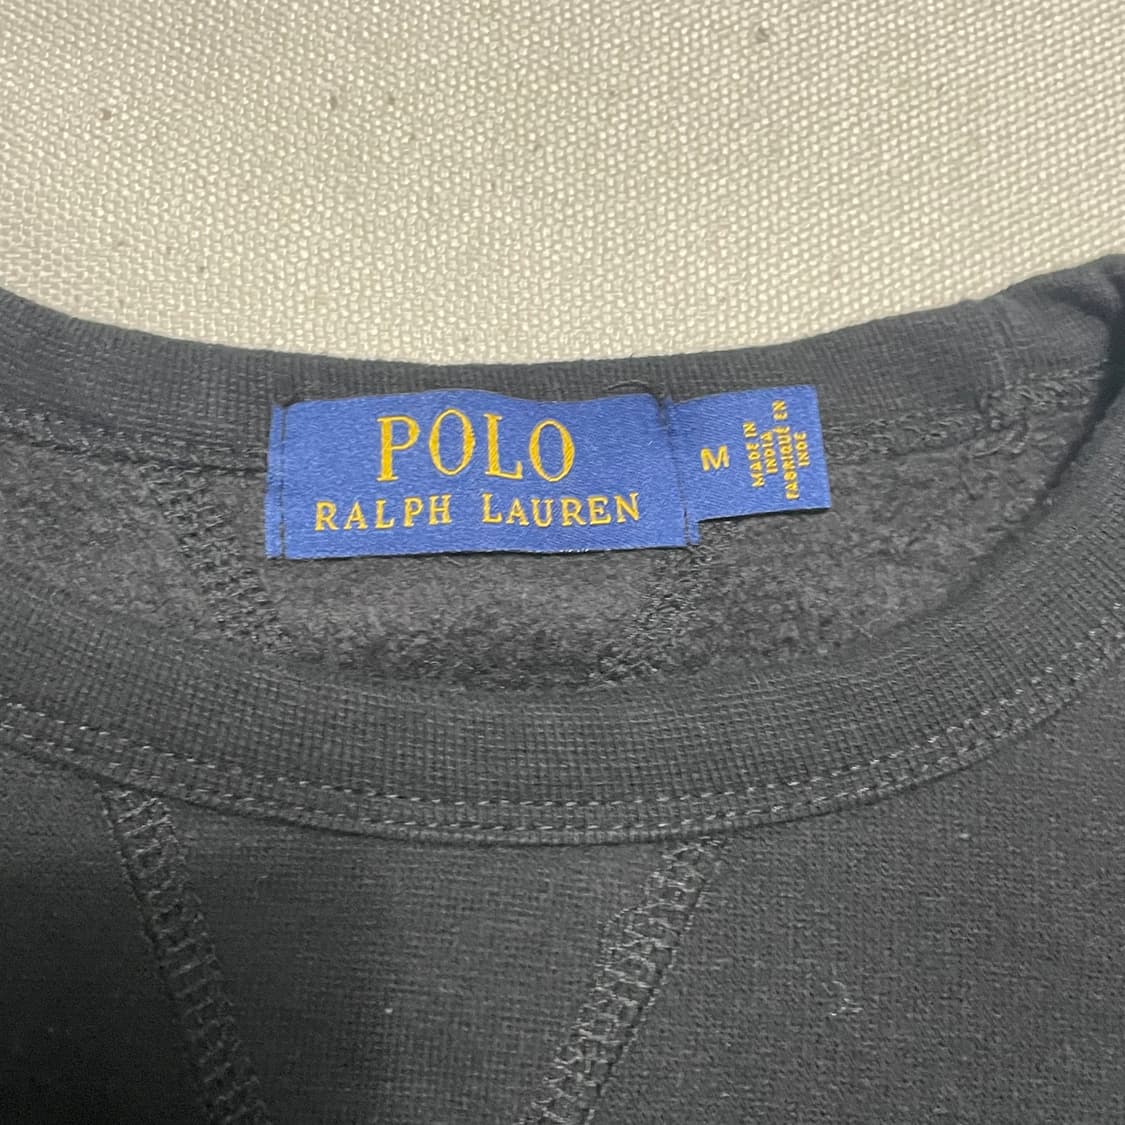 POLO
RALPH LAUREN
M
MADE IN
INDIA
FABRIQUÉ EN
INDE